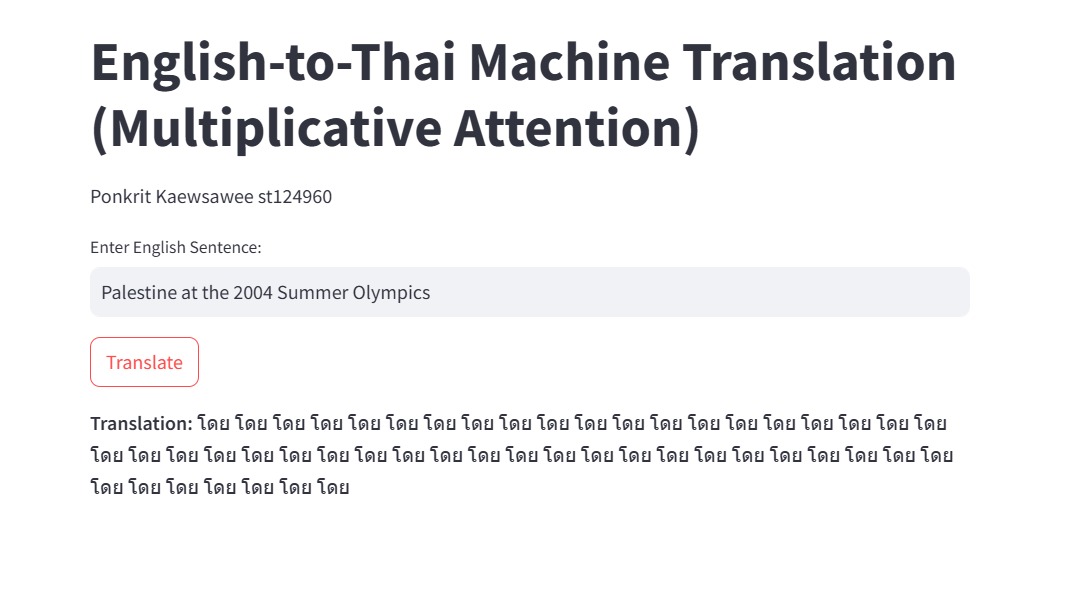 English-to-Thai Machine Translation
(Multiplicative Attention)
Ponkrit Kaewsawee st124960
Enter English Sentence:
Palestine at the 2004 Summer Olympics
Translate
Translation: โดย โดย โดย โดย โดย โดย โดย โดย โดย โดย โดย โดย โดย โดย โดย โดย โดย โดย โดย โดย
โดย โดย โดย โดย โดย โดย โดย โดย โดย โดย โดย โดย โดย โดย โดย โดย โดย โดย โดย โดย โดย โดย โดย
โดย โดย โดย โดย โดย โดย โดย